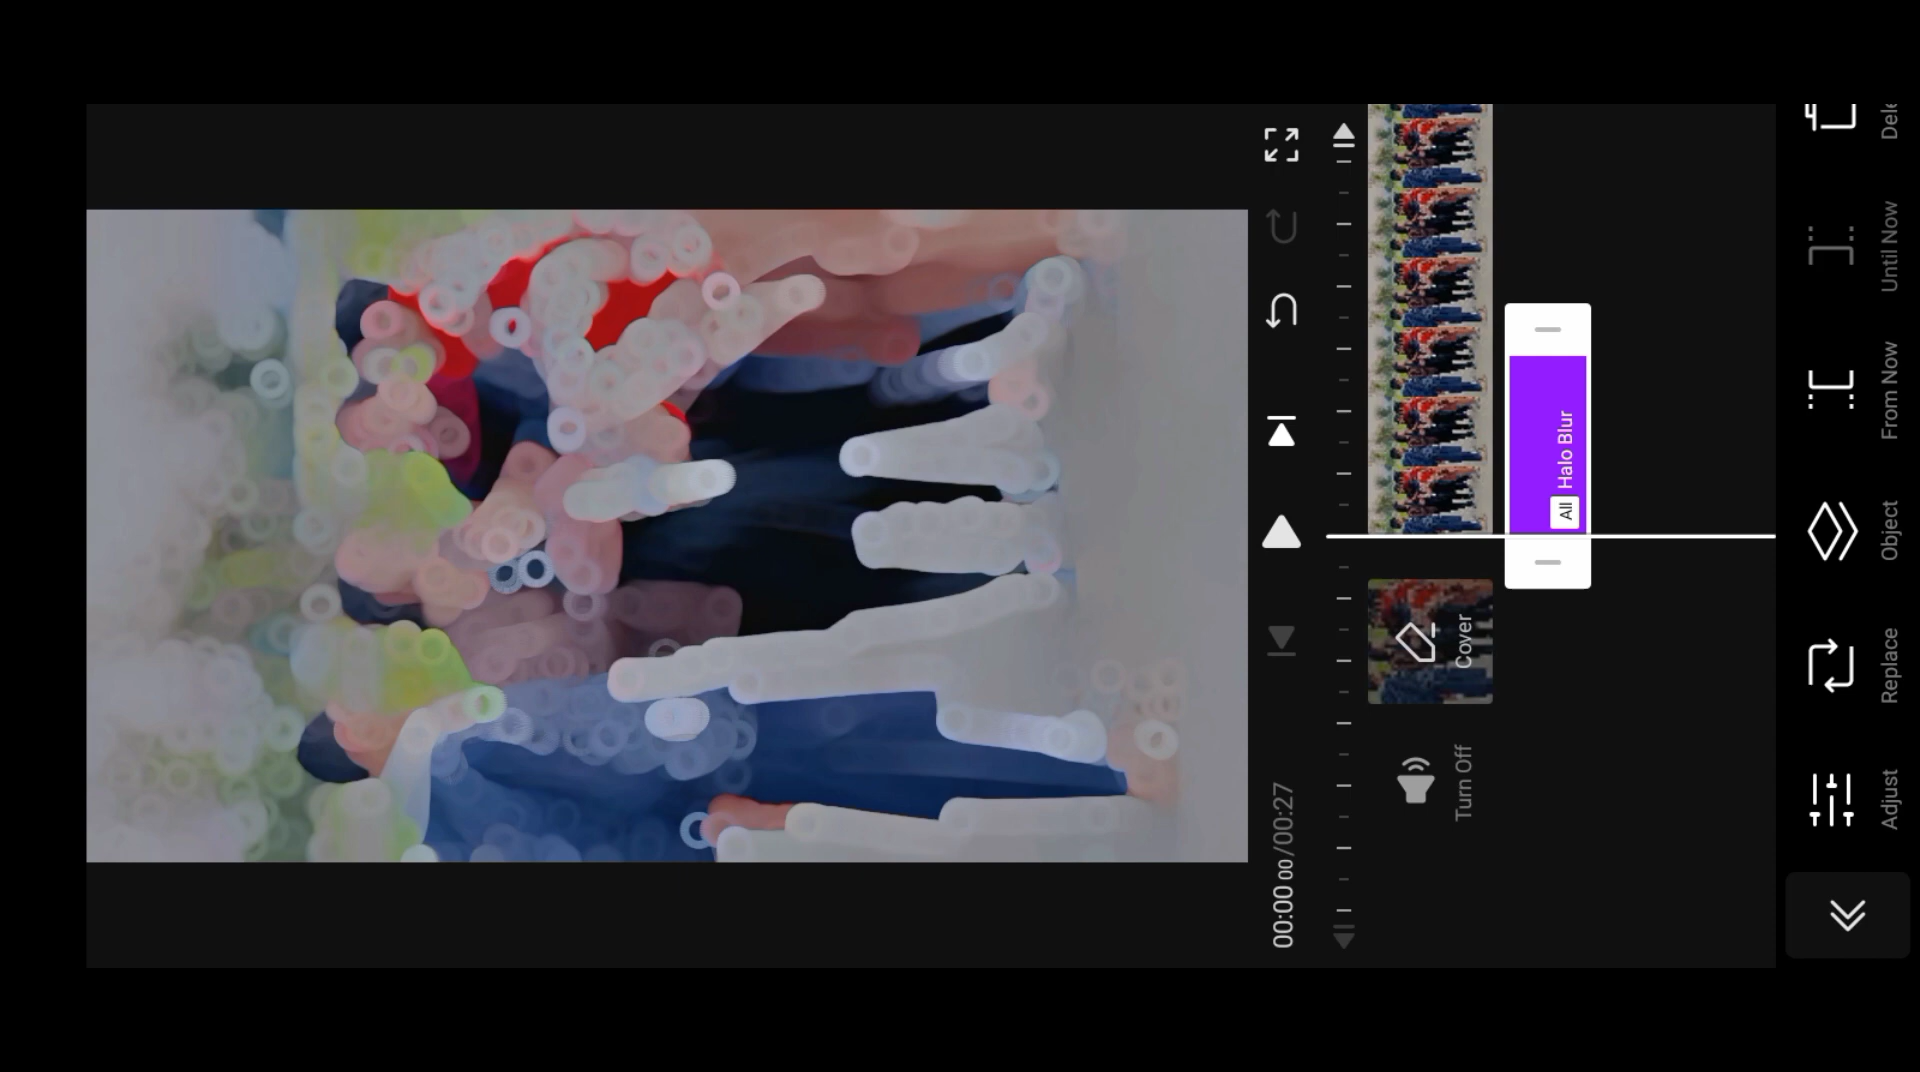 00:00 00/00:27
Turn Off
Cover
All
Halo Blur
Adjust
Replace
Object
From Now
Until Now